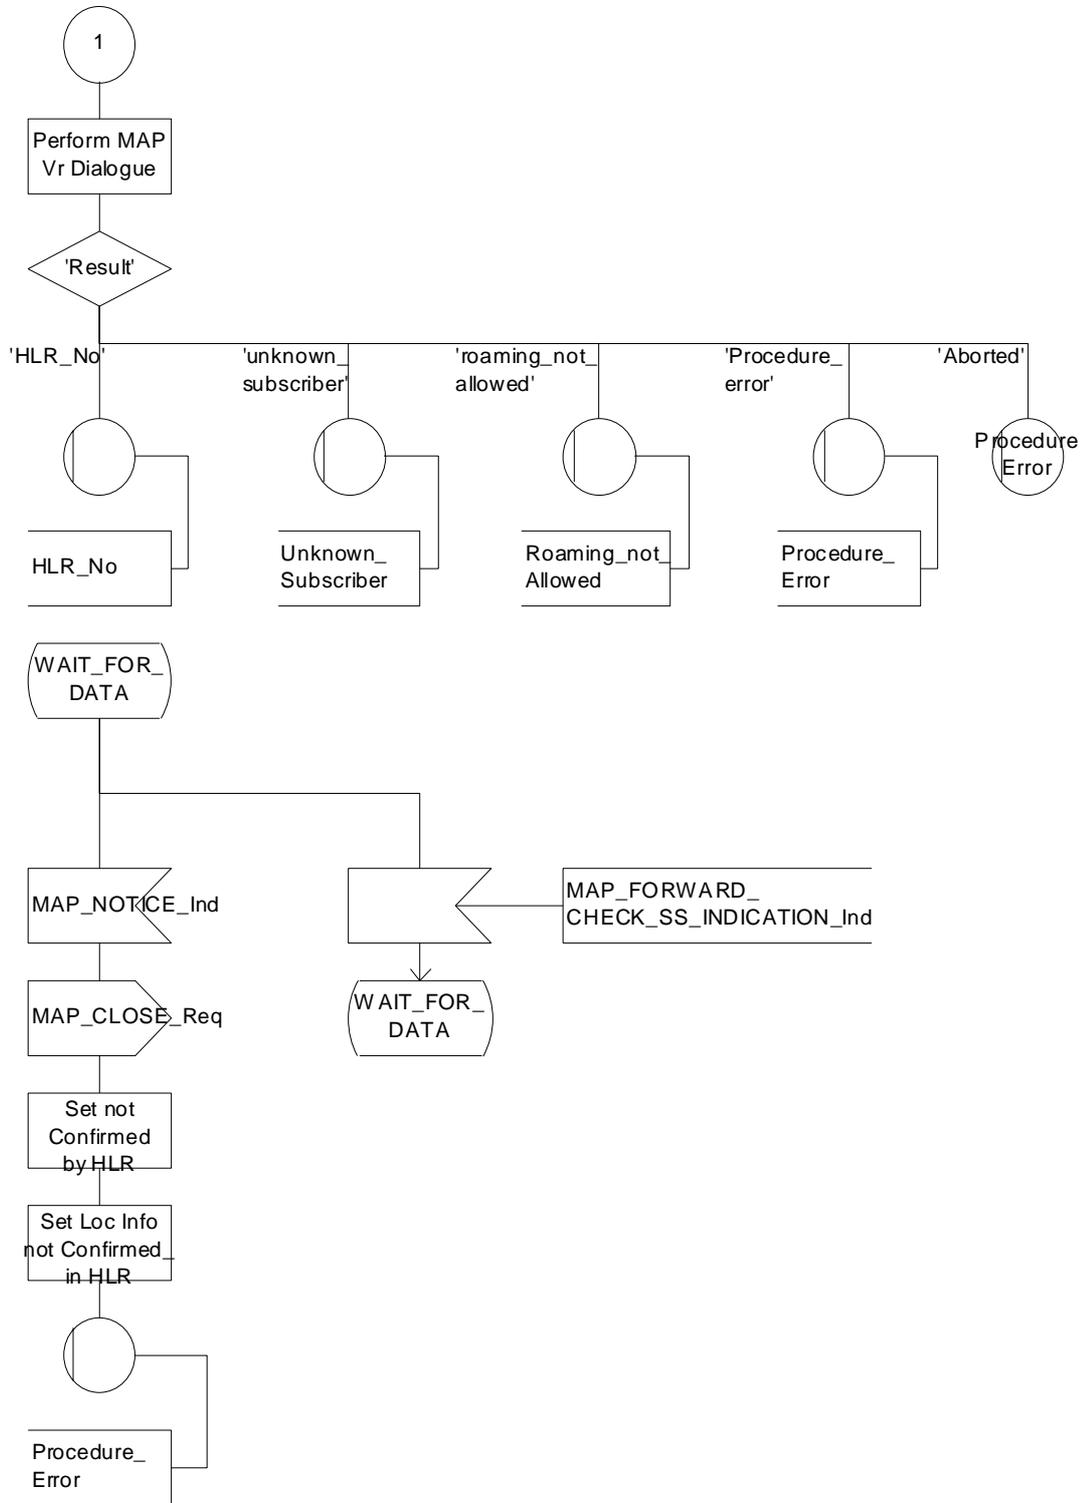 1
Perform MAP
Vr Dialogue
'Result'
'HLR_No'
'unknown_
subscriber'
'roaming_not_
allowed'
'Procedure_
error'
'Aborted'
Procedure
Error
HLR_No
Unknown_
Subscriber
Roaming_not_
Allowed
Procedure_
Error
WAIT_FOR_
DATA
MAP_NOTICE_Ind
MAP_FORWARD_
CHECK_SS_INDICATION_Ind
MAP_CLOSE_Req
WAIT_FOR_
DATA
Set not
Confirmed
by HLR
Set Loc Info
not Confirmed_
in HLR
Procedure_
Error